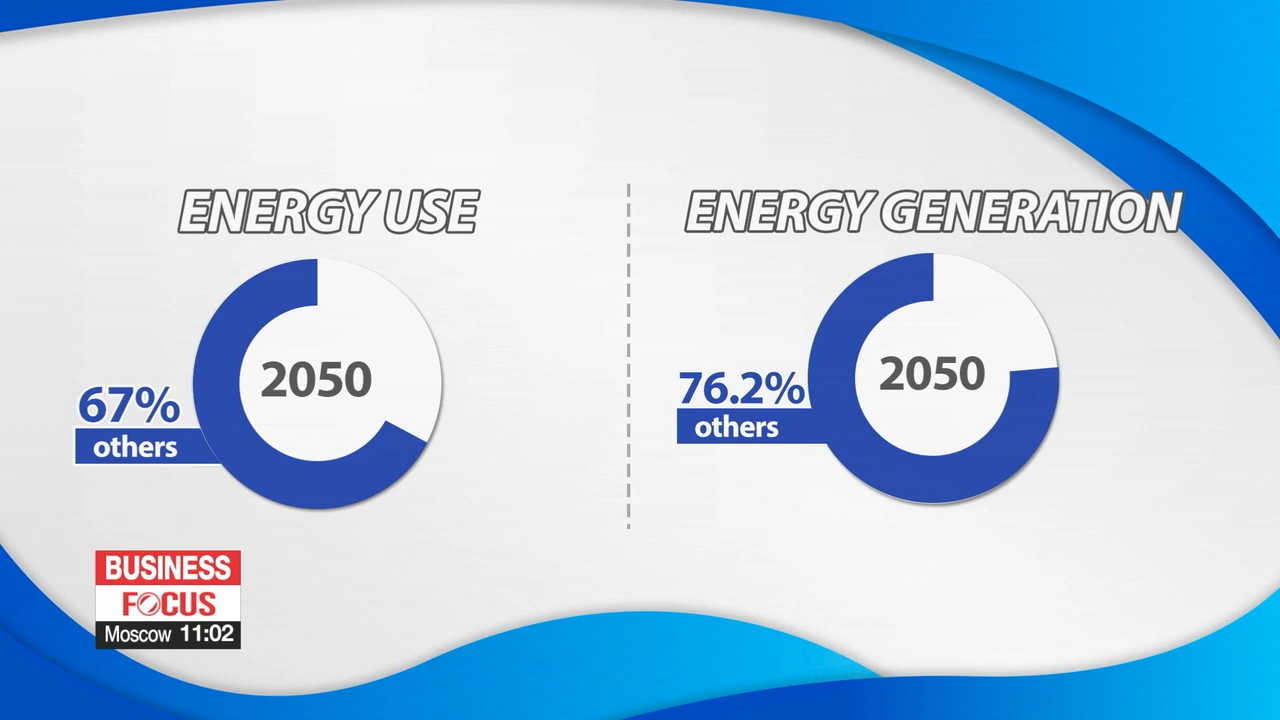 ENERGY USE
2050
67%
others
ENERGY GENERATION
2050
76.2%
others
BUSINESS
FOCUS
Moscow 11:02